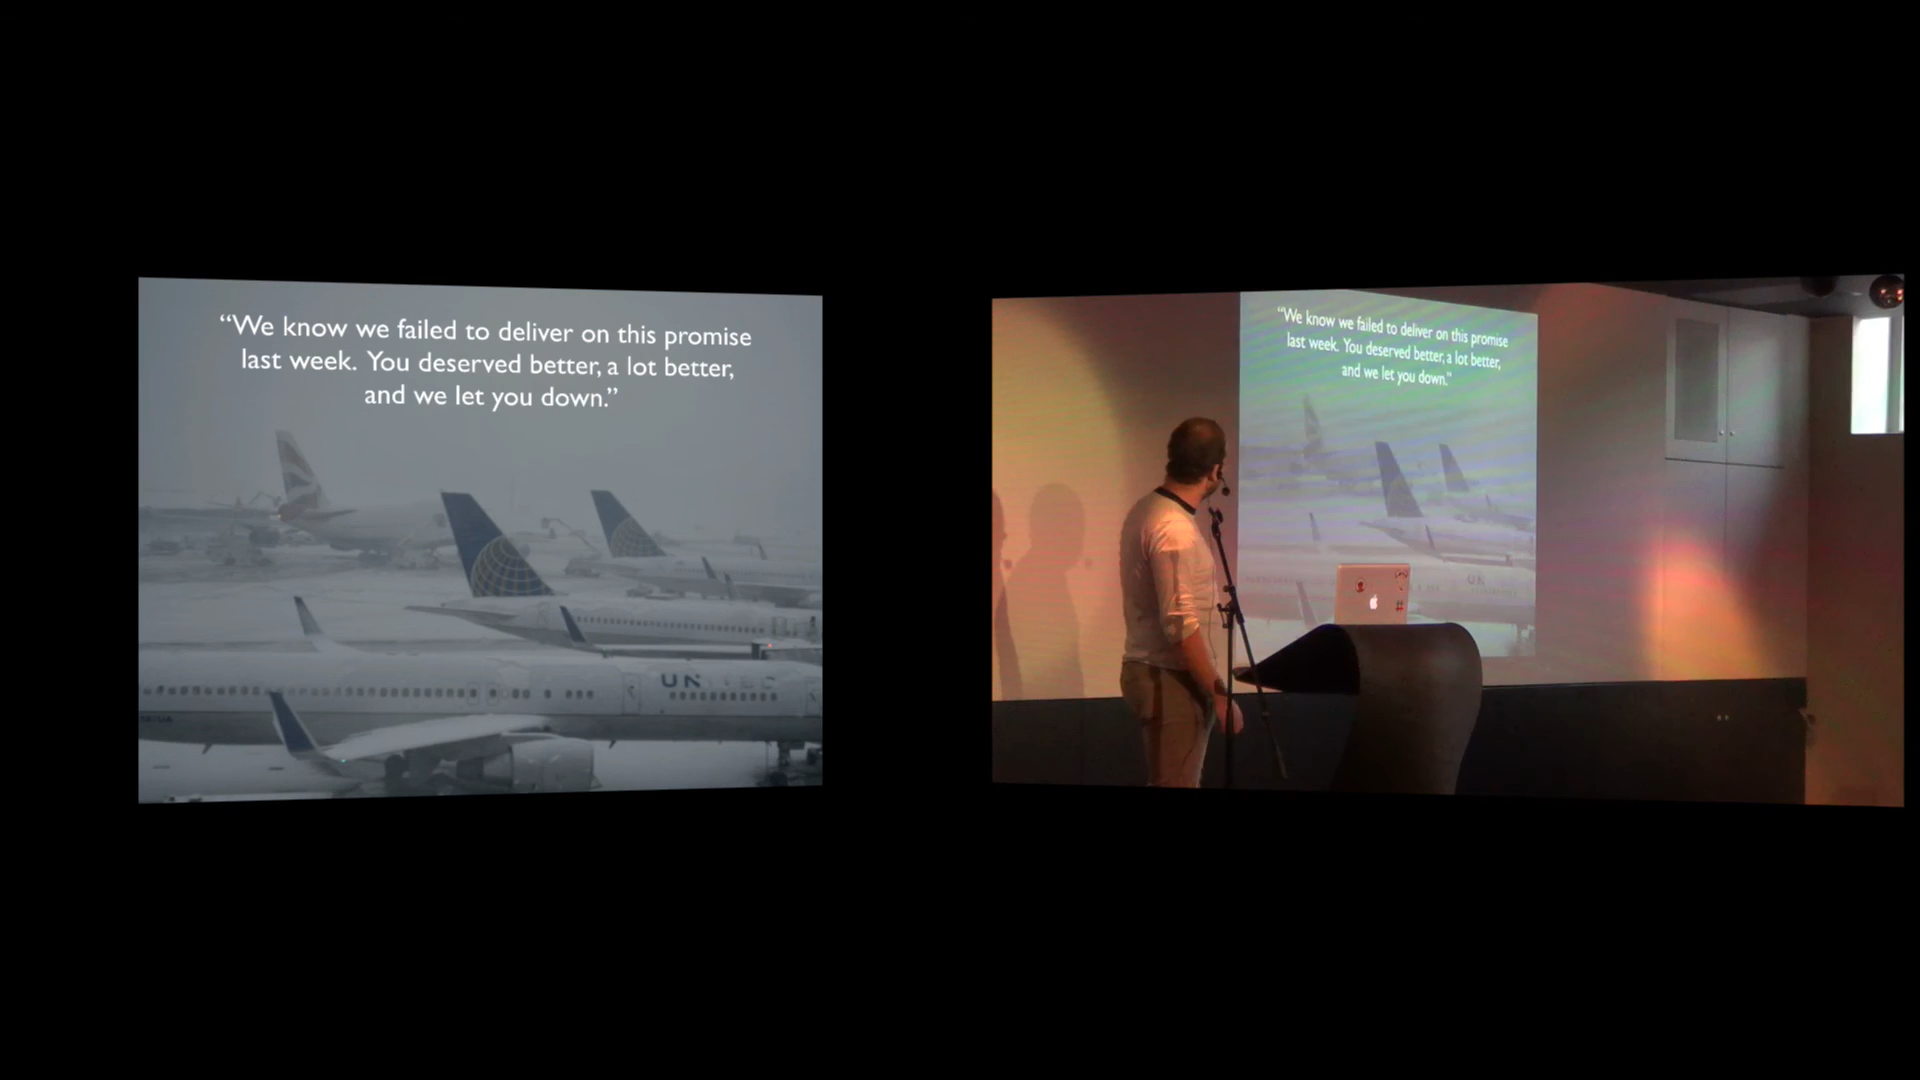 “We know we failed to deliver on this promise
last week. You deserved better, a lot better,
and we let you down.”
UN
“We know we failed to deliver on this promise
last week. You deserved better, a lot better,
and we let you down.”
UN